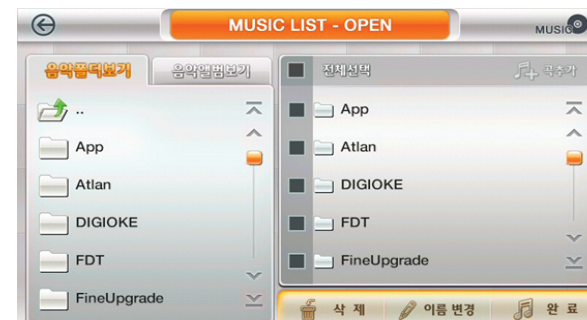 MUSIC LIST - OPEN
MUSIC
음악폴더보기
음악앨범보기
..
App
Atlan
DIGIOKE
FDT
FineUpgrade
전체선택
곡추가
App
Atlan
DIGIOKE
FDT
FineUpgrade
삭 제
이름 변경
완 료